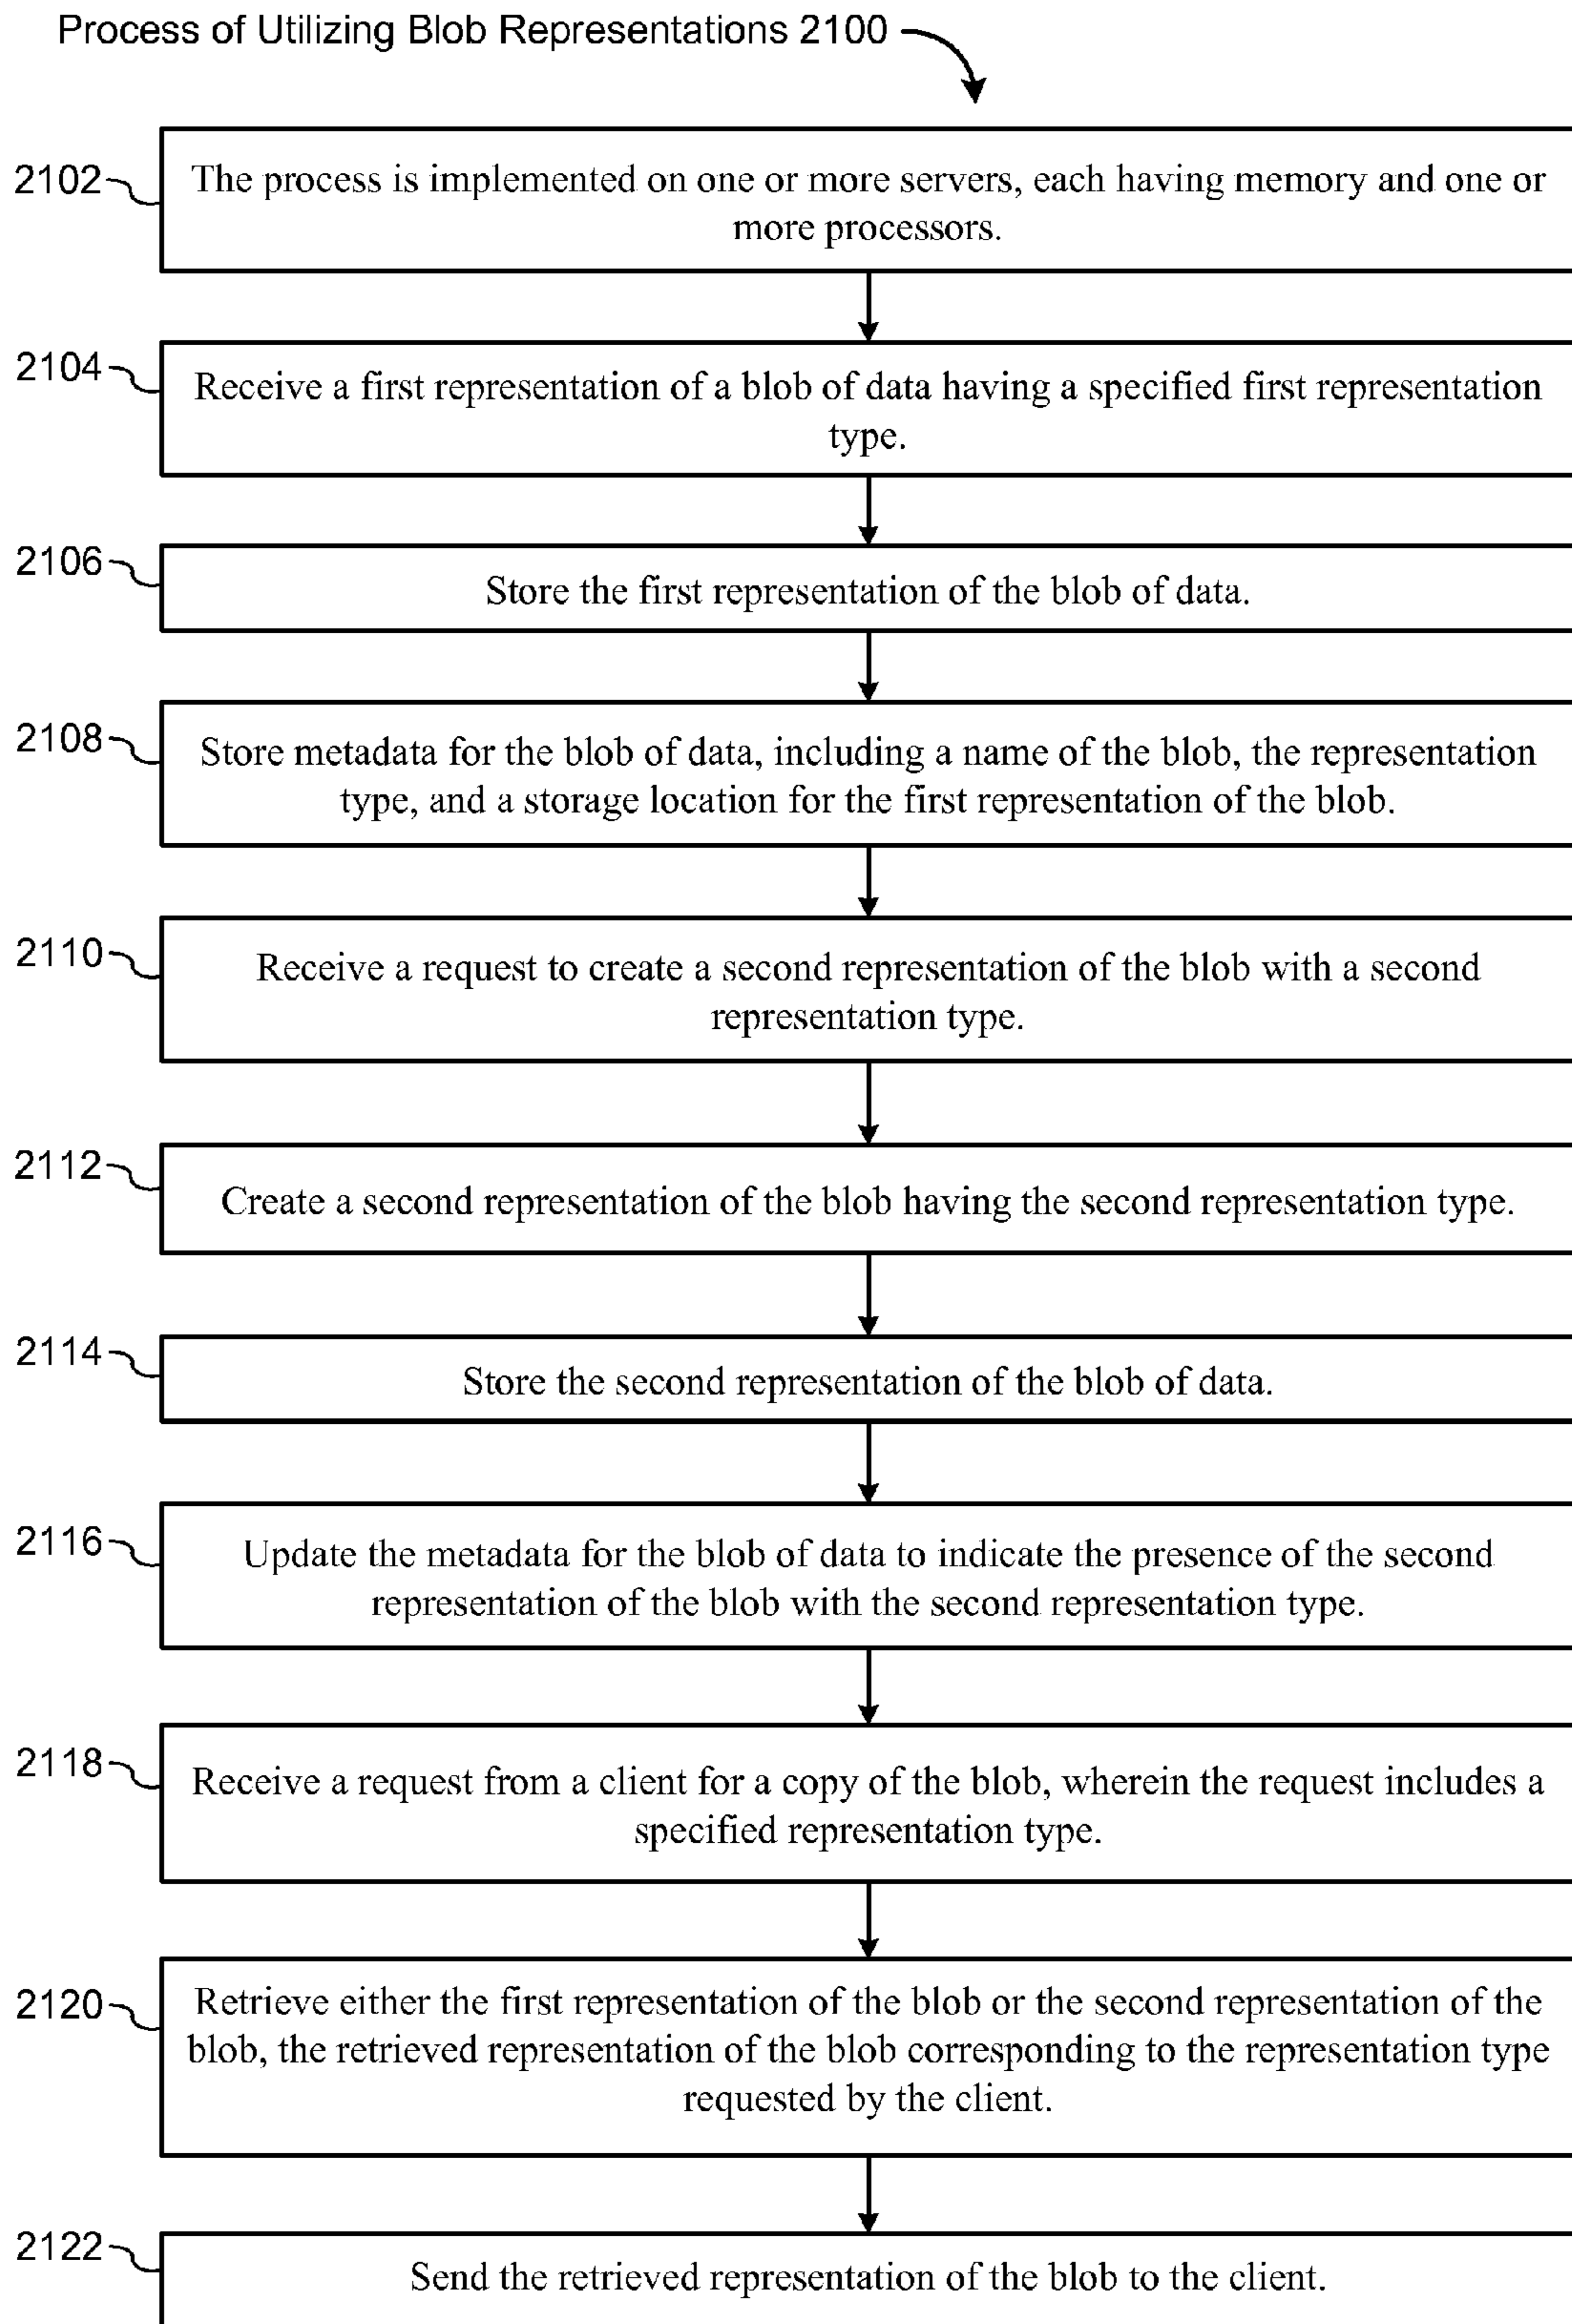 Process of Utilizing Blob Representations 2100
2102
The process is implemented on one or more servers, each having memory and one or
more processors.
2104
Receive a first representation of a blob of data having a specified first representation
type.
2106
Store the first representation of the blob of data.
2108
Store metadata for the blob of data, including a name of the blob, the representation
type, and a storage location for the first representation of the blob.
2110
Receive a request to create a second representation of the blob with a second
representation type.
2112
Create a second representation of the blob having the second representation type.
2114
Store the second representation of the blob of data.
2116
Update the metadata for the blob of data to indicate the presence of the second
representation of the blob with the second representation type.
2118
Receive a request from a client for a copy of the blob, wherein the request includes a
specified representation type.
2120
Retrieve either the first representation of the blob or the second representation of the
blob, the retrieved representation of the blob corresponding to the representation type
requested by the client.
2122
Send the retrieved representation of the blob to the client.